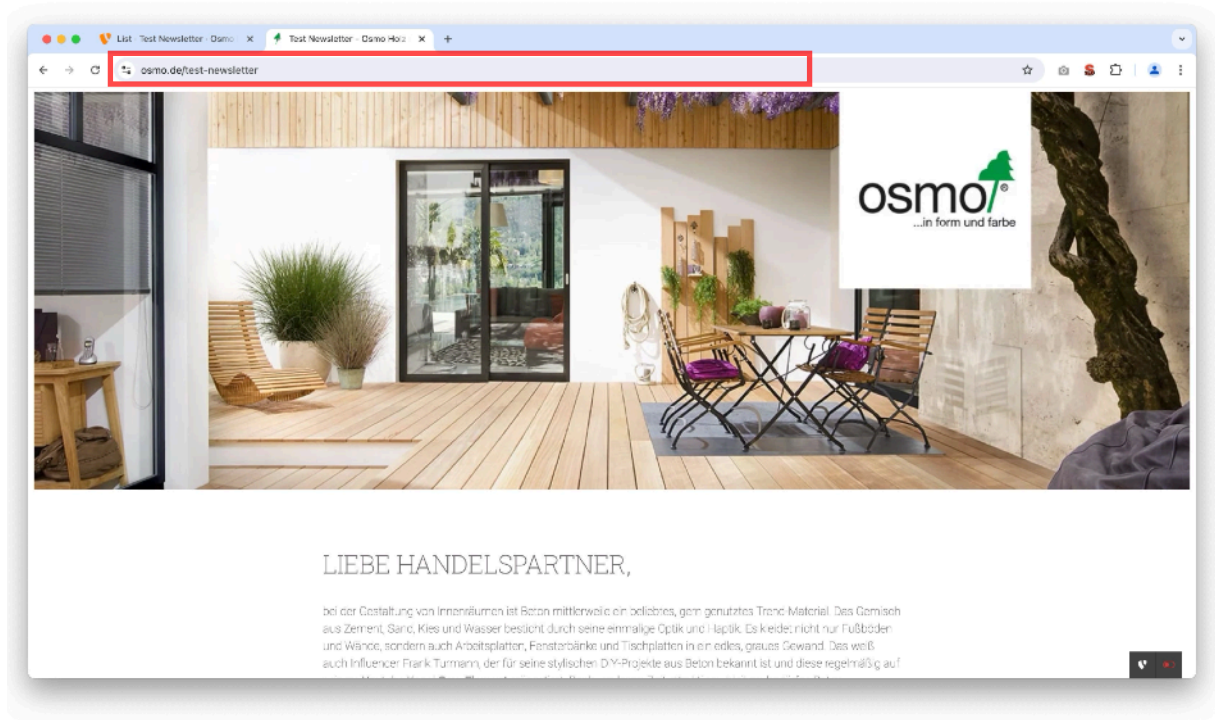 List - Test Newsletter - Osmo
Test Newsletter - Osmo Holz
osmo.de/test-newsletter
osmo®
...in form und farbe
LIEBE HANDELSPARTNER,
bei der Gestaltung von Innenräumen ist Beton mittlerweile ein beliebtes, gern genutztes Trend-Material. Das Gemisch
aus Zement, Sand, Kies und Wasser besticht durch seine einmalige Optik und Haptik. Es kleidet nicht nur Fußböden
und Wände, sondern auch Arbeitsplatten, Fensterbänke und Tischplatten in ein edles, graues Gewand. Das weiß
auch Influencer Frank Turmann, der für seine stylischen DIY-Projekte aus Beton bekannt ist und diese regelmäßig auf